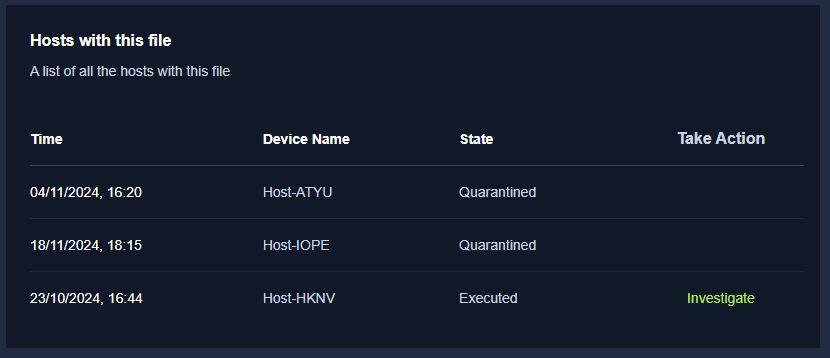 Hosts with this file
A list of all the hosts with this file
Time Device Name State Take Action
04/11/2024, 16:20 Host-ATYU Quarantined
18/11/2024, 18:15 Host-IOPE Quarantined
23/10/2024, 16:44 Host-HKNV Executed Investigate